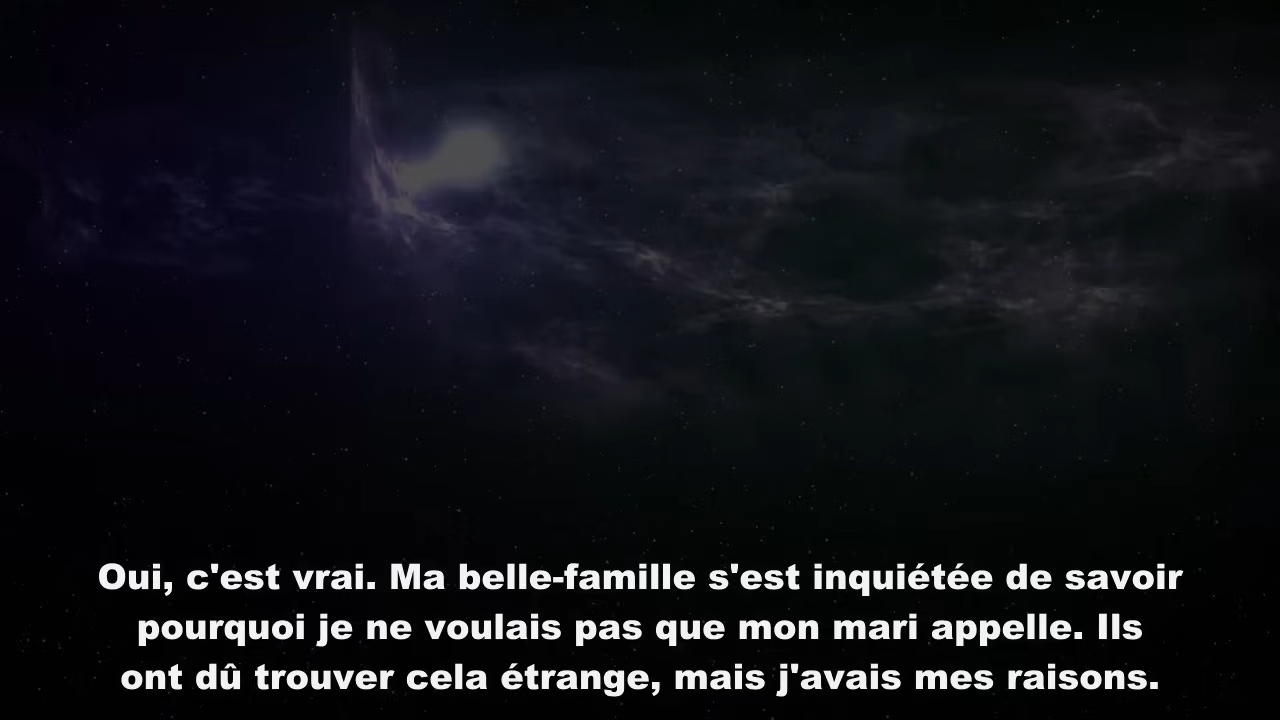 Oui, c'est vrai. Ma belle-famille s'est inquiétée de savoir
pourquoi je ne voulais pas que mon mari appelle. Ils
ont dû trouver cela étrange, mais j'avais mes raisons.